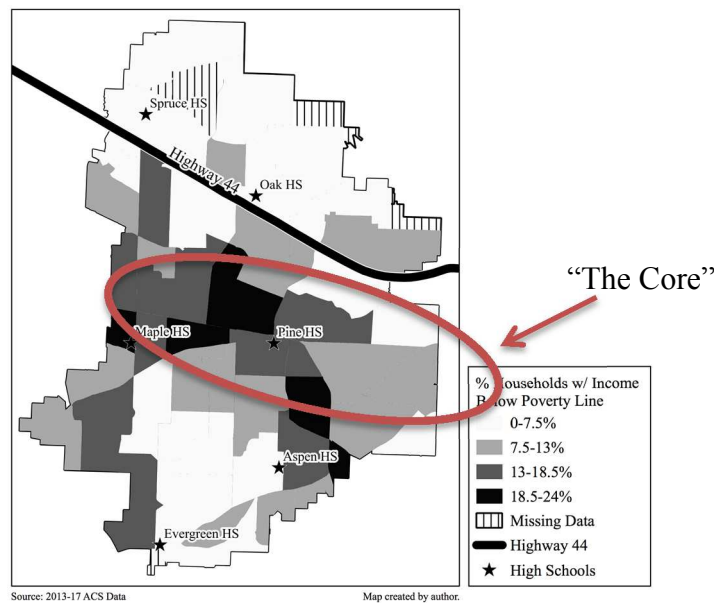 Spruce HS
Highway 44
Oak HS
“The Core”
Maple HS
Pine HS
% Households w/ Income
Below Poverty Line
0-7.5%
7.5-13%
13-18.5%
18.5-24%
Missing Data
Highway 44
High Schools
Aspen HS
Evergreen HS
Source: 2013-17 ACS Data
Map created by author.